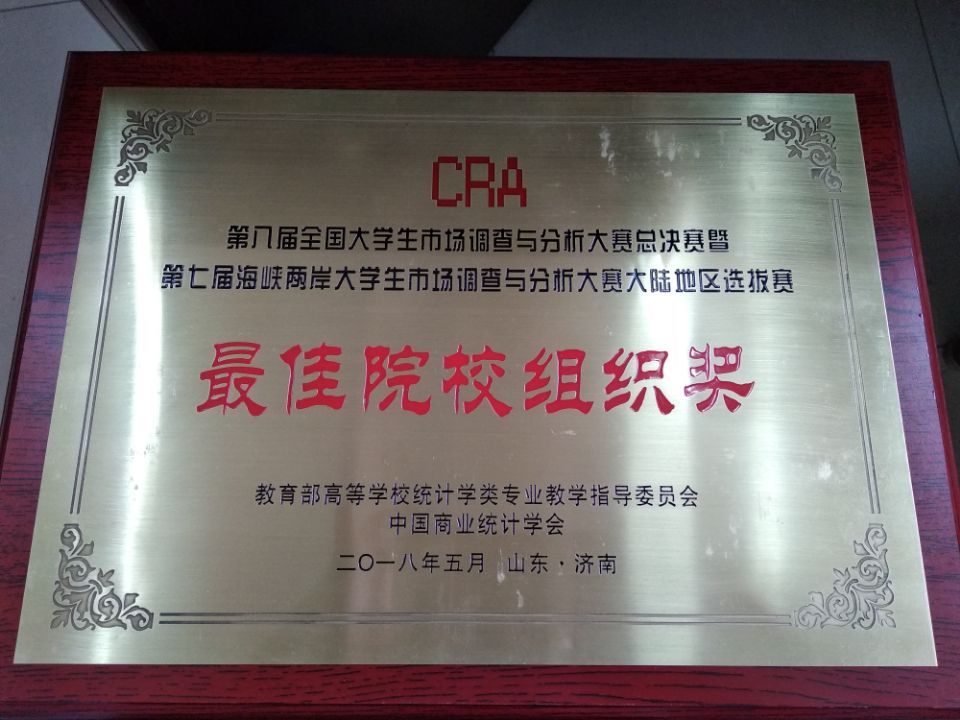 CRA
第八届全国大学生市场调查与分析大赛总决赛暨
第七届海峡两岸大学生市场调查与分析大赛大陆地区选拔赛
最佳院校组织奖
教育部高等学校统计学类专业教学指导委员会
中国商业统计学会
二〇一八年五月 山东·济南